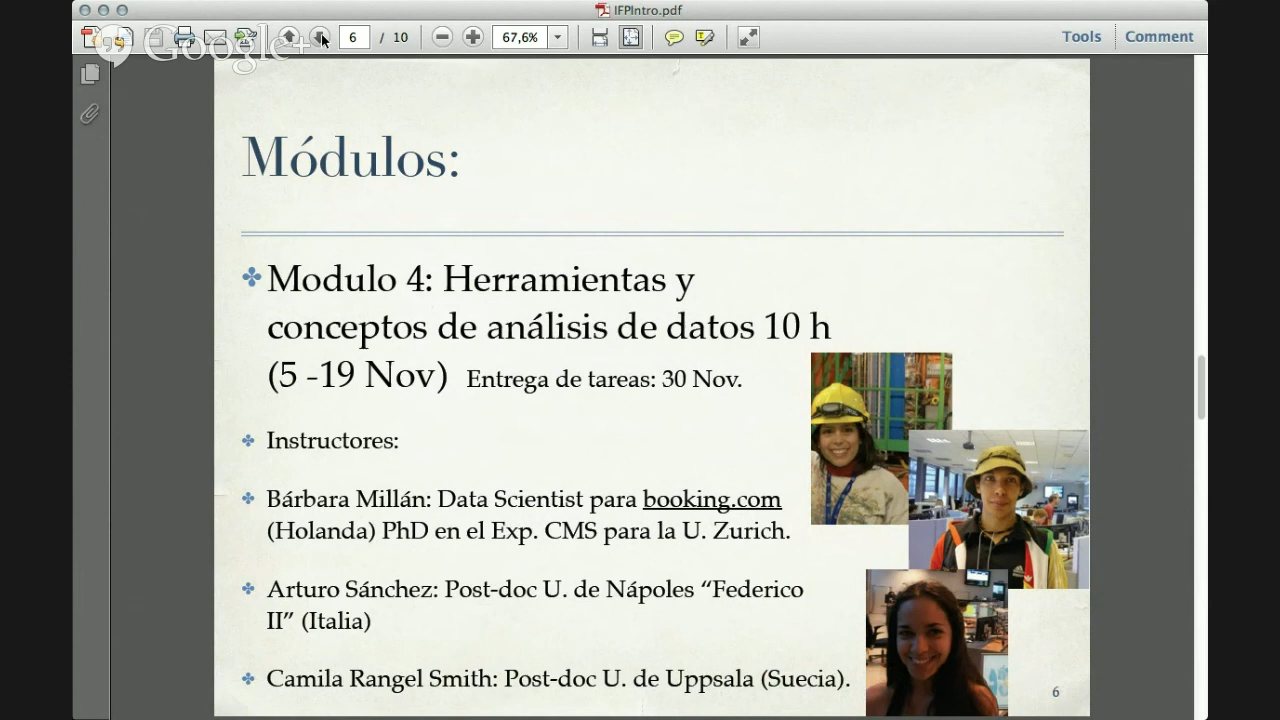 IFPIntro.pdf
Google+
6 / 10
67,6%
Tools
Comment
Módulos:
Modulo 4: Herramientas y
conceptos de análisis de datos 10 h
(5 -19 Nov) Entrega de tareas: 30 Nov.
Instructores:
Bárbara Millán: Data Scientist para booking.com
(Holanda) PhD en el Exp. CMS para la U. Zurich.
Arturo Sánchez: Post-doc U. de Nápoles “Federico
II” (Italia)
Camila Rangel Smith: Post-doc U. de Uppsala (Suecia).
6